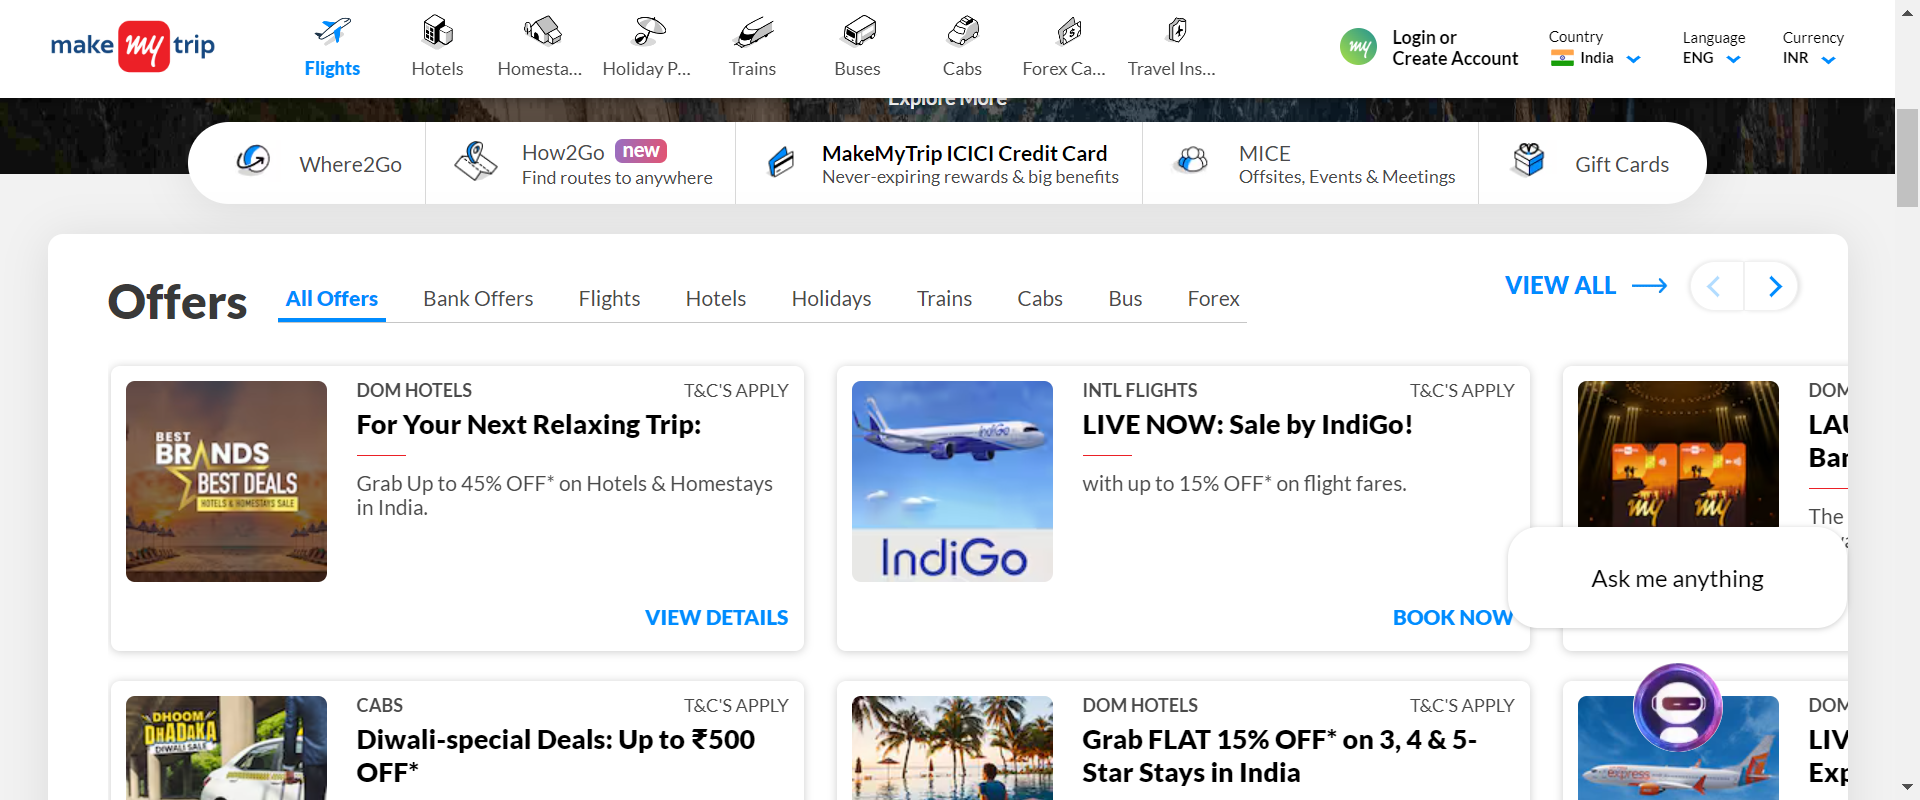 make my trip
Flights
Hotels
Homesta...
Holiday P...
Trains
Buses
Cabs
Forex Ca...
Travel Ins...
my
Login or
Create Account
Country
India
Language
ENG
Currency
INR
Explore More
Where2Go
How2Go new
Find routes to anywhere
MakeMyTrip ICICI Credit Card
Never-expiring rewards & big benefits
MICE
Offsites, Events & Meetings
Gift Cards
Offers
All Offers
Bank Offers
Flights
Hotels
Holidays
Trains
Cabs
Bus
Forex
VIEW ALL
BEST
BRANDS
BEST DEALS
HOTELS & HOMESTAYS SALE
DOM HOTELS
T&C'S APPLY
For Your Next Relaxing Trip:
Grab Up to 45% OFF* on Hotels & Homestays
in India.
VIEW DETAILS
IndiGo
IndiGo
INTL FLIGHTS
T&C'S APPLY
LIVE NOW: Sale by IndiGo!
with up to 15% OFF* on flight fares.
BOOK NOW
my
my
DOM
LAU
Bar
The
Ask me anything
DHOOM
DHADAKA
DIWALI SALE
CABS
T&C'S APPLY
Diwali-special Deals: Up to ₹500
OFF*
DOM HOTELS
T&C'S APPLY
Grab FLAT 15% OFF* on 3, 4 & 5-
Star Stays in India
express
DOM
LIV
Exp